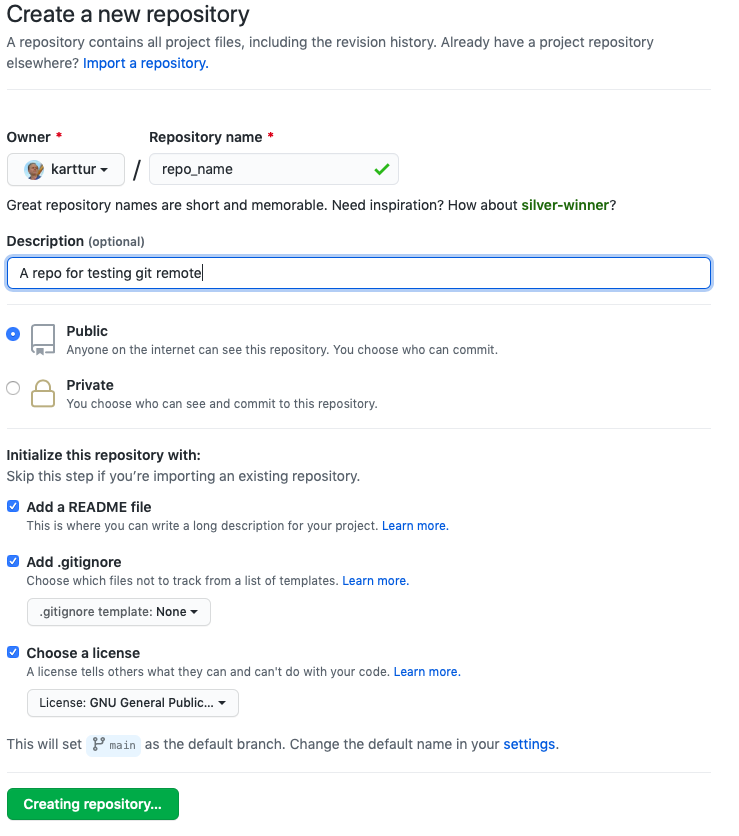 Create a new repository
A repository contains all project files, including the revision history. Already have a project repository
elsewhere? Import a repository.
Owner * Repository name *
karttur / repo_name
Great repository names are short and memorable. Need inspiration? How about silver-winner?
Description (optional)
A repo for testing git remote
Public
Anyone on the internet can see this repository. You choose who can commit.
Private
You choose who can see and commit to this repository.
Initialize this repository with:
Skip this step if you’re importing an existing repository.
Add a README file
This is where you can write a long description for your project. Learn more.
Add .gitignore
Choose which files not to track from a list of templates. Learn more.
.gitignore template: None
Choose a license
A license tells others what they can and can't do with your code. Learn more.
License: GNU General Public...
This will set main as the default branch. Change the default name in your settings.
Creating repository...